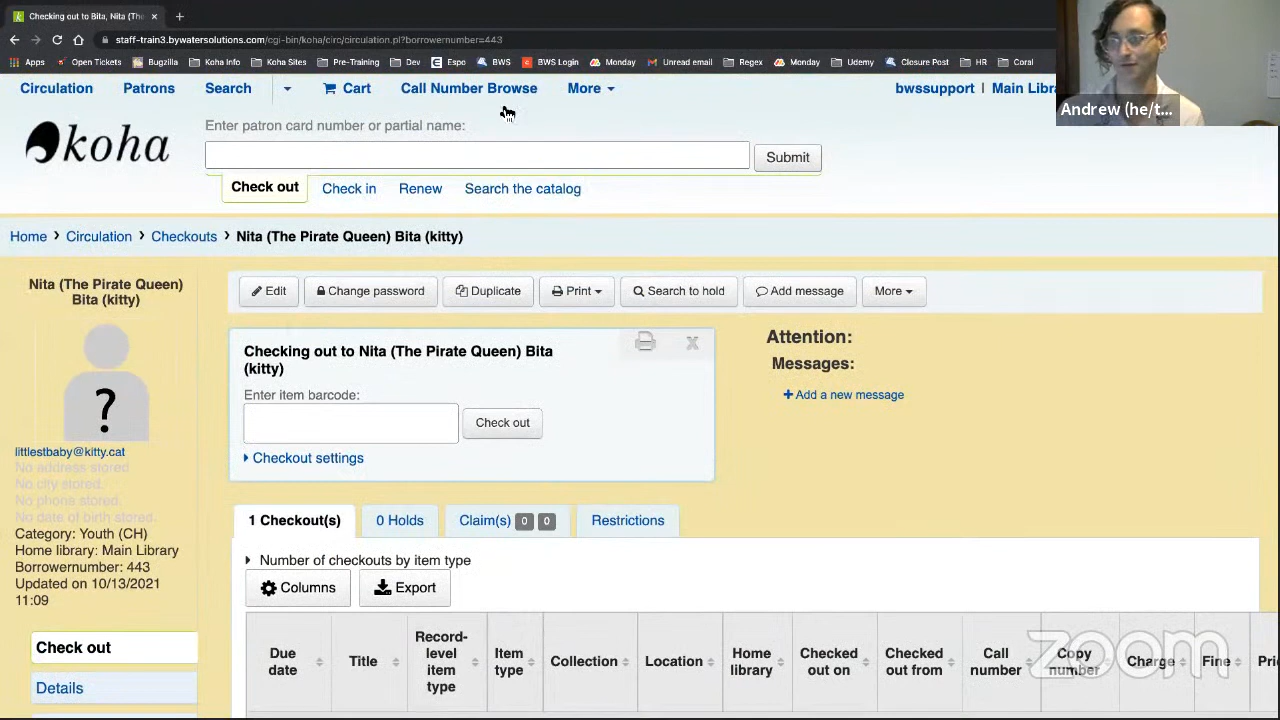 Checking out to Bita, Nita (The
staff-train3.bywatersolutions.com/cgi-bin/koha/circ/circulation.pl?borrowernumber=443
Apps Open Tickets Bugzilla Koha Info Koha Sites Pre-Training Dev Espo BWS BWS Login Monday Unread email Regex Monday Udemy Closure Post HR Coral
Circulation Patrons Search Cart Call Number Browse More bwssupport | Main Libra
Andrew (he/t...
koha
Enter patron card number or partial name:
Submit
Check out Check in Renew Search the catalog
Home › Circulation › Checkouts › Nita (The Pirate Queen) Bita (kitty)
Nita (The Pirate Queen)
Bita (kitty)
?
littlestbaby@kitty.cat
No address stored.
No city stored.
No phone stored.
No date of birth stored.
Category: Youth (CH)
Home library: Main Library
Borrowernumber: 443
Updated on 10/13/2021
11:09
Check out
Details
Edit Change password Duplicate Print Search to hold Add message More
Checking out to Nita (The Pirate Queen) Bita
(kitty)
Enter item barcode:
Check out
Checkout settings
Attention:
Messages:
+ Add a new message
1 Checkout(s) 0 Holds Claim(s) 0 0 Restrictions
Number of checkouts by item type
Columns Export
Due date
Title
Record-level item type
Item type
Collection
Location
Home library
Checked out on
Checked out from
Call number
Copy number
Charge
Fine
Pri
zoom